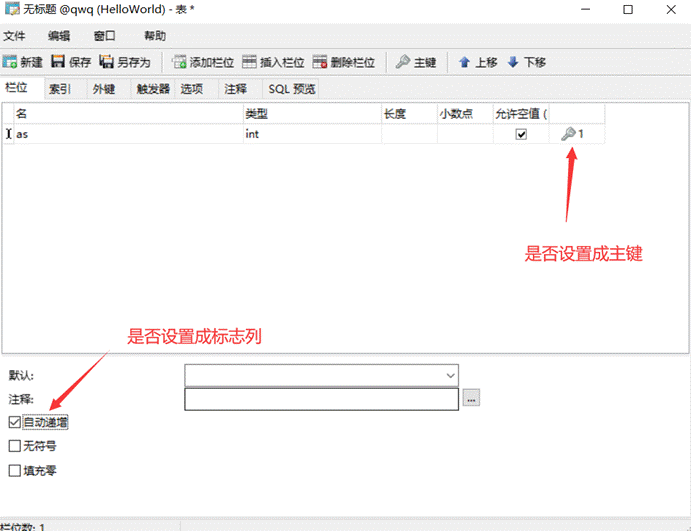 无标题 @qwq (HelloWorld) - 表 *
文件 编辑 窗口 帮助
新建 保存 另存为 添加栏位 插入栏位 删除栏位 主键 上移 下移
栏位 索引 外键 触发器 选项 注释 SQL 预览
名 类型 长度 小数点 允许空值 (
as int 1
是否设置成主键
是否设置成标志列
默认:
注释: ...
自动递增
无符号
填充零
栏位数: 1